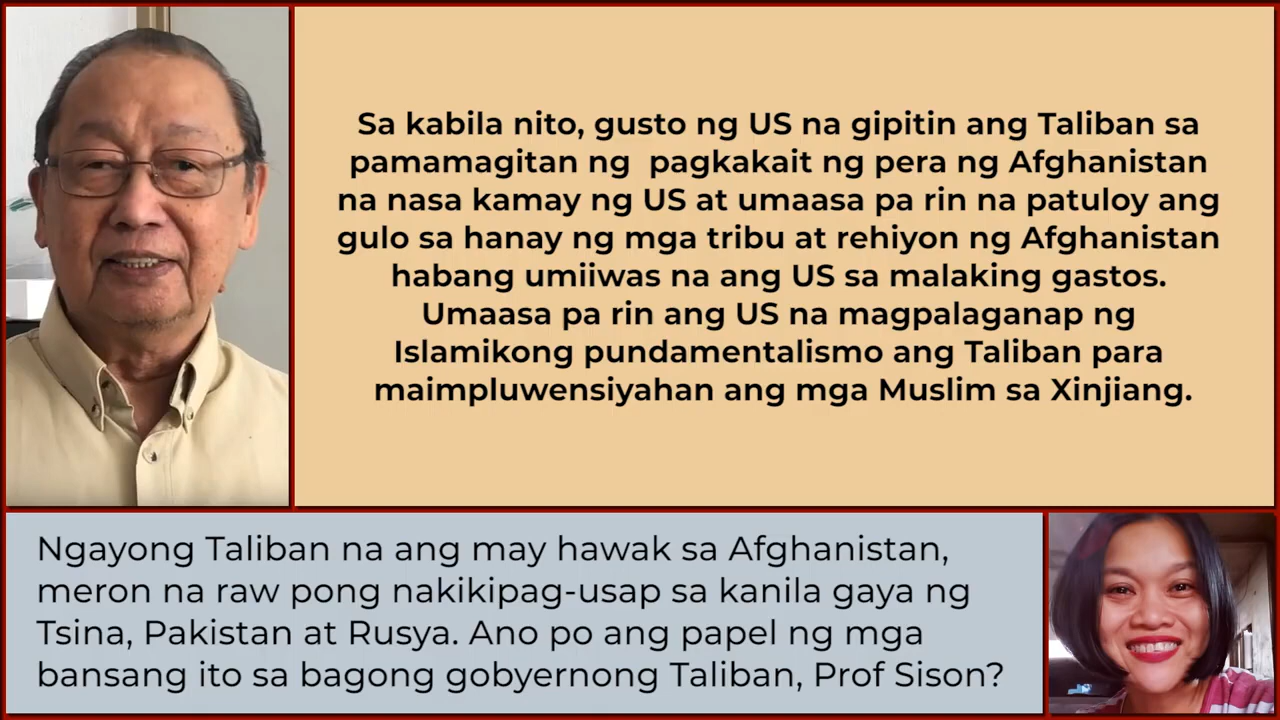 Sa kabila nito, gusto ng US na gipitin ang Taliban sa
pamamagitan ng  pagkakait ng pera ng Afghanistan
na nasa kamay ng US at umaasa pa rin na patuloy ang
gulo sa hanay ng mga tribu at rehiyon ng Afghanistan
habang umiiwas na ang US sa malaking gastos.
Umaasa pa rin ang US na magpalaganap ng
Islamikong pundamentalismo ang Taliban para
maimpluwensiyahan ang mga Muslim sa Xinjiang.
Ngayong Taliban na ang may hawak sa Afghanistan,
meron na raw pong nakikipag-usap sa kanila gaya ng
Tsina, Pakistan at Rusya. Ano po ang papel ng mga
bansang ito sa bagong gobyernong Taliban, Prof Sison?